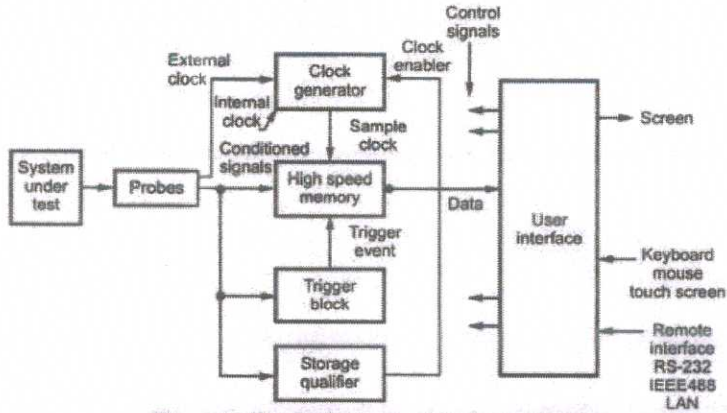 Control
signals
Clock
enabler
External
clock
Clock
generator
Internal
clock
Sample
clock
Screen
System
under
test
Probes
Conditioned
signals
High speed
memory
Data
User
interface
Trigger
event
Keyboard
mouse
touch screen
Trigger
block
Remote
interface
RS-232
IEEE488
LAN
Storage
qualifier